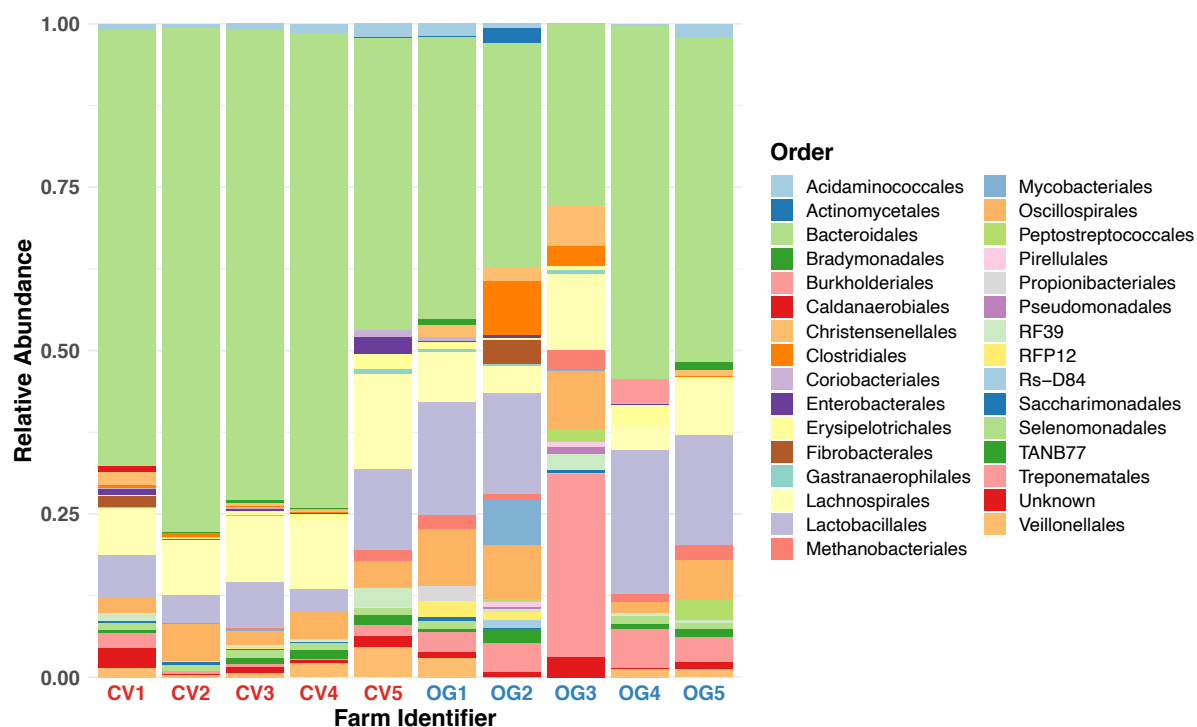 1.00
0.75
0.50
0.25
0.00
Relative Abundance
CV1 CV2 CV3 CV4 CV5 OG1 OG2 OG3 OG4 OG5
Farm Identifier
Order
Acidaminococcales
Actinomycetales
Bacteroidales
Bradymonadales
Burkholderiales
Caldanaerobiales
Christensenellales
Clostridiales
Coriobacteriales
Enterobacterales
Erysipelotrichales
Fibrobacterales
Gastranaerophilales
Lachnospirales
Lactobacillales
Methanobacteriales
Mycobacteriales
Oscillospirales
Peptostreptococcales
Pirellulales
Propionibacteriales
Pseudomonadales
RF39
RFP12
Rs−D84
Saccharimonadales
Selenomonadales
TANB77
Treponematales
Unknown
Veillonellales